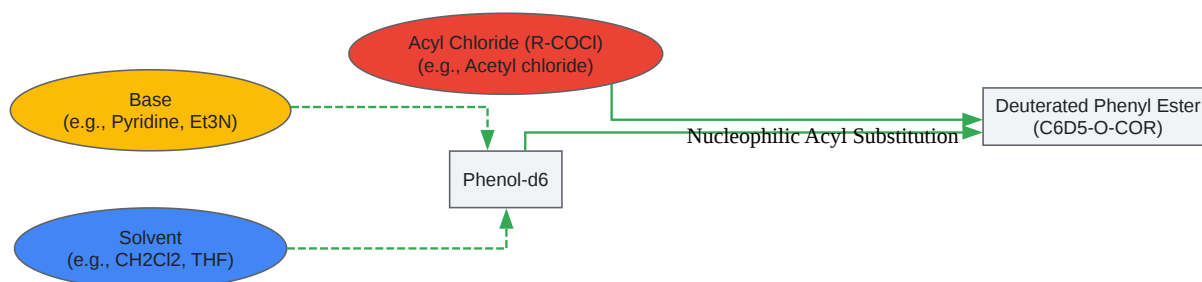 Acyl Chloride (R-COCl)
(e.g., Acetyl chloride)
Base
(e.g., Pyridine, Et3N)
Deuterated Phenyl Ester
(C6D5-O-COR)
Nucleophilic Acyl Substitution
Phenol-d6
Solvent
(e.g., CH2Cl2, THF)